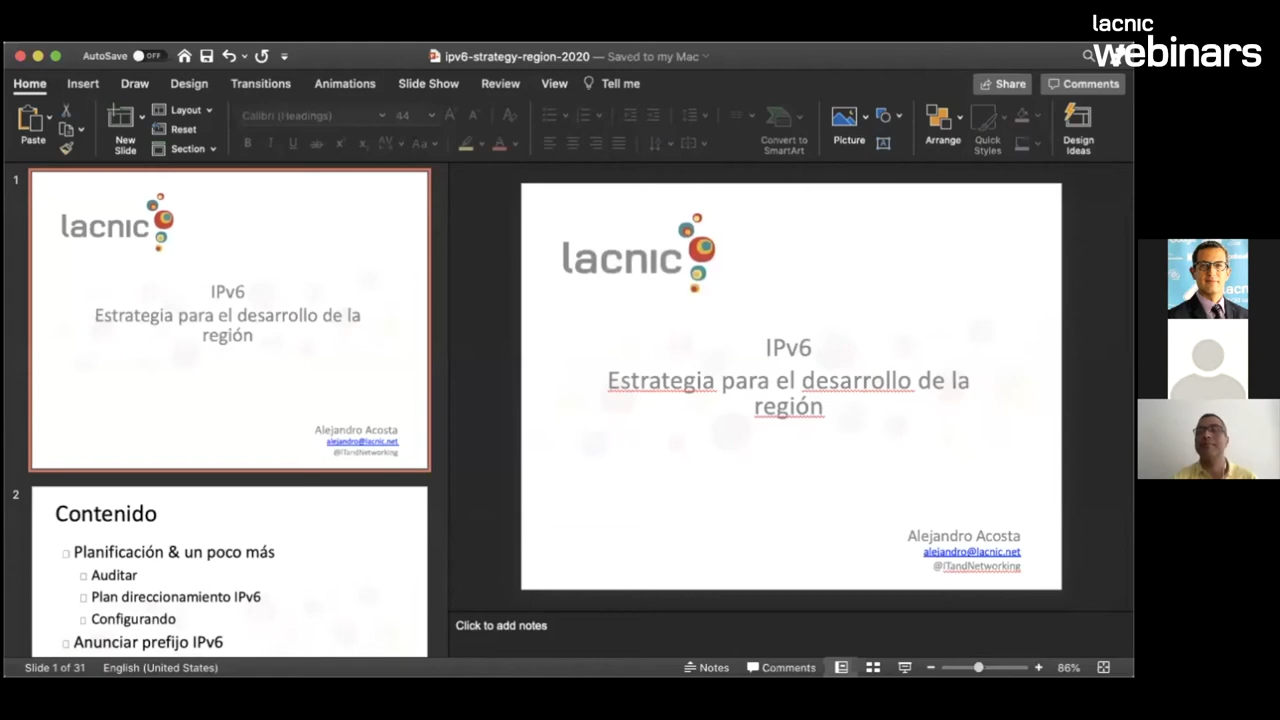 lacnic
webinars
AutoSave OFF
ipv6-strategy-region-2020 — Saved to my Mac
Home Insert Draw Design Transitions Animations Slide Show Review View Tell me
Share Comments
Paste
New
Slide
Layout
Reset
Section
Calibri (Headings) 44
Convert to
SmartArt
Picture
Arrange
Quick
Styles
Design
Ideas
1
lacnic
IPv6
Estrategia para el desarrollo de la
región
Alejandro Acosta
alejandro@lacnic.net
@ITandNetworking
2
Contenido
Planificación & un poco más
Auditar
Plan direccionamiento IPv6
Configurando
Anunciar prefijo IPv6
lacnic
IPv6
Estrategia para el desarrollo de la
región
Alejandro Acosta
alejandro@lacnic.net
@ITandNetworking
Click to add notes
Slide 1 of 31 English (United States) Notes Comments 86%